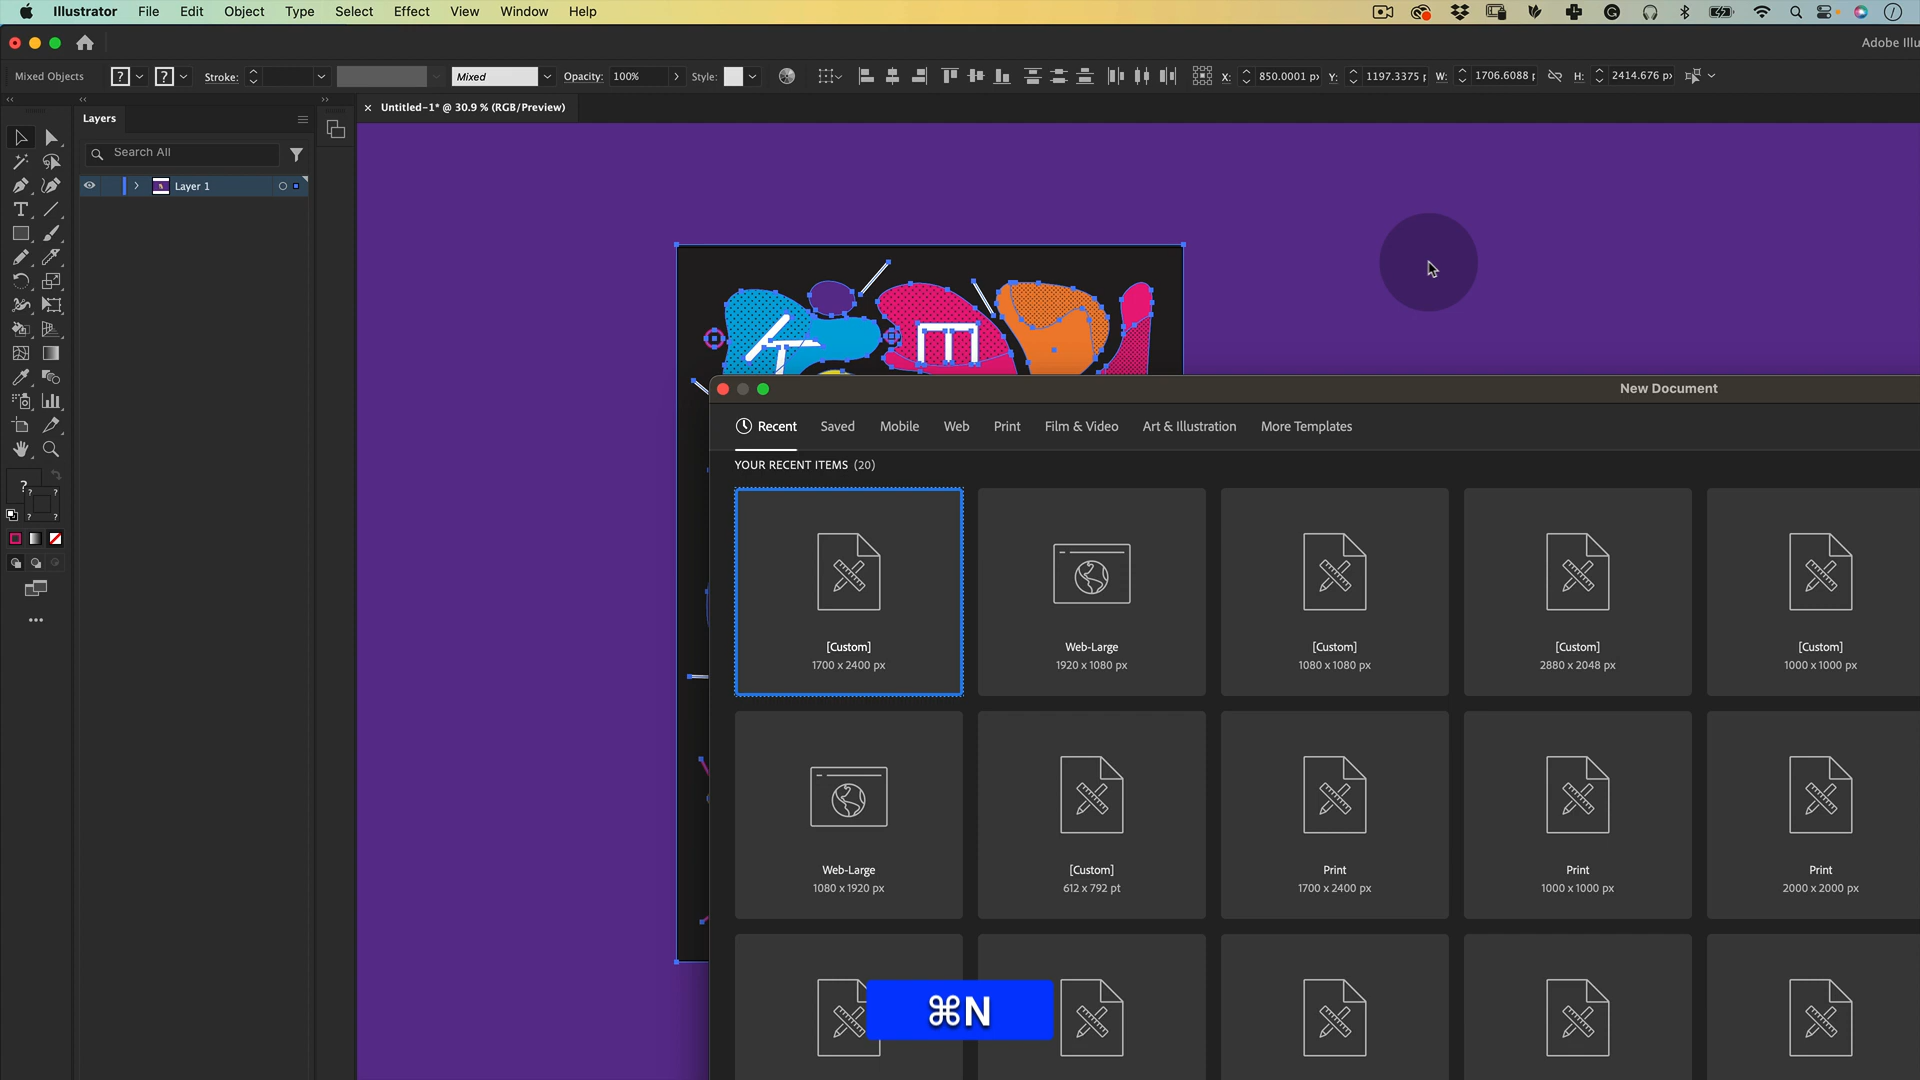 Illustrator File Edit Object Type Select Effect View Window Help
Adobe Illu
Mixed Objects ? ? Stroke: Mixed Opacity: 100% Style: X: 850.0001 px Y: 1197.3375 W: 1706.6088 H: 2414.676 px
× Untitled-1* @ 30.9 % (RGB/Preview)
Layers
Search All
Layer 1
New Document
Recent Saved Mobile Web Print Film & Video Art & Illustration More Templates
YOUR RECENT ITEMS (20)
[Custom] Web-Large [Custom] [Custom] [Custom]
1700 x 2400 px 1920 x 1080 px 1080 x 1080 px 2880 x 2048 px 1000 x 1000 px
Web-Large [Custom] Print Print Print
1080 x 1920 px 612 x 792 pt 1700 x 2400 px 1000 x 1000 px 2000 x 2000 px
⌘N